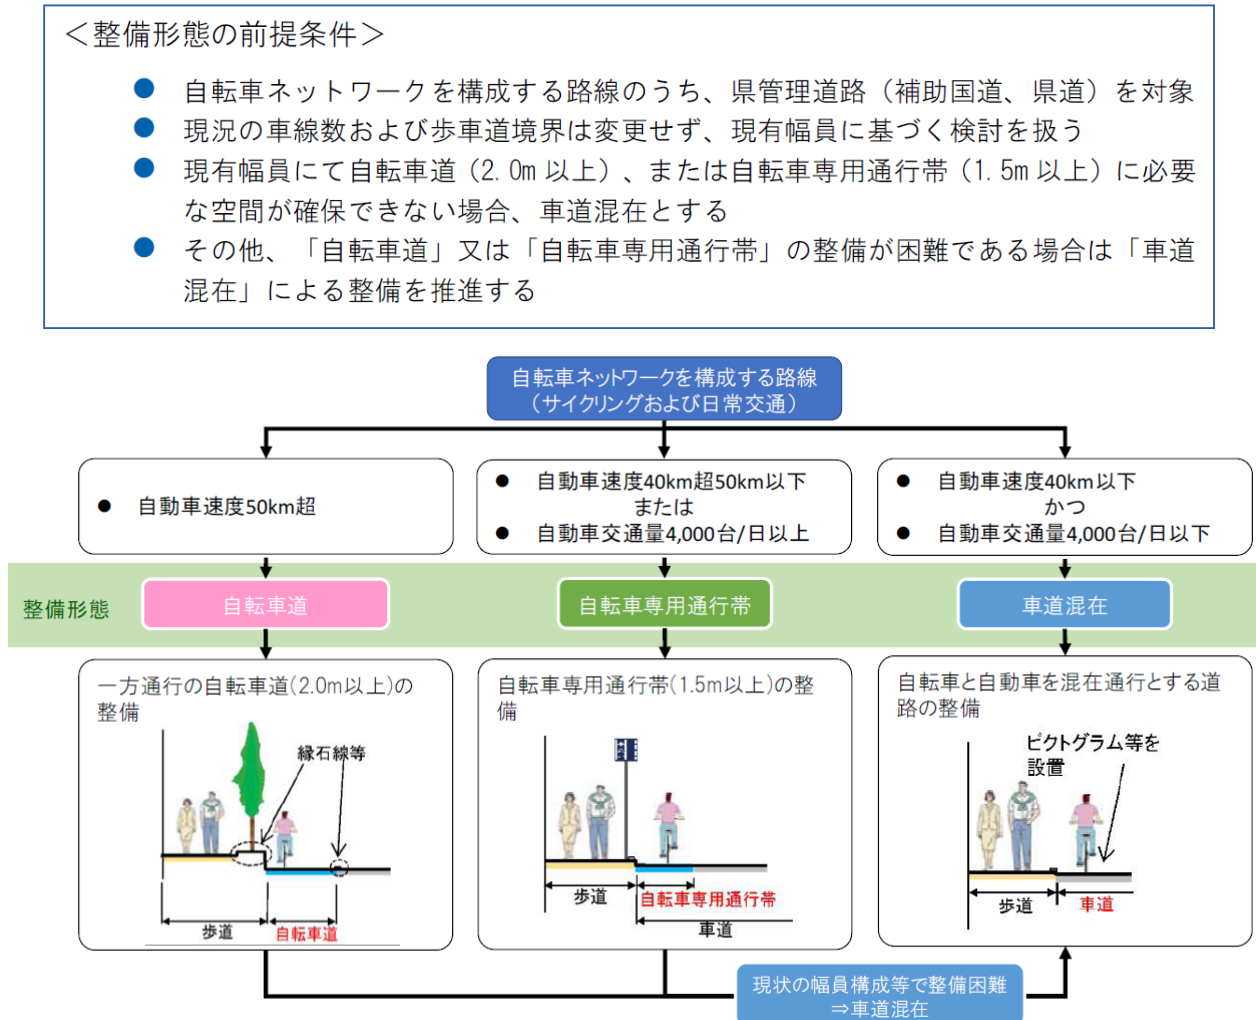 ＜整備形態の前提条件＞
● 自転車ネットワークを構成する路線のうち、県管理道路（補助国道、県道）を対象
● 現況の車線数および歩車道境界は変更せず、現有幅員に基づく検討を扱う
● 現有幅員にて自転車道（2.0m 以上）、または自転車専用通行帯（1.5m 以上）に必要
な空間が確保できない場合、車道混在とする
● その他、「自転車道」又は「自転車専用通行帯」の整備が困難である場合は「車道
混在」による整備を推進する
自転車ネットワークを構成する路線
（サイクリングおよび日常交通）
● 自動車速度50km超
● 自動車速度40km超50km以下
または
● 自動車交通量4,000台/日以上
● 自動車速度40km以下
かつ
● 自動車交通量4,000台/日以下
整備形態
自転車道
自転車専用通行帯
車道混在
一方通行の自転車道(2.0m以上)の
整備
縁石線等
歩道
自転車道
自転車専用通行帯(1.5m以上)の整
備
歩道
自転車専用通行帯
車道
自転車と自動車を混在通行とする道
路の整備
ピクトグラム等を
設置
歩道
車道
現状の幅員構成等で整備困難
⇒車道混在